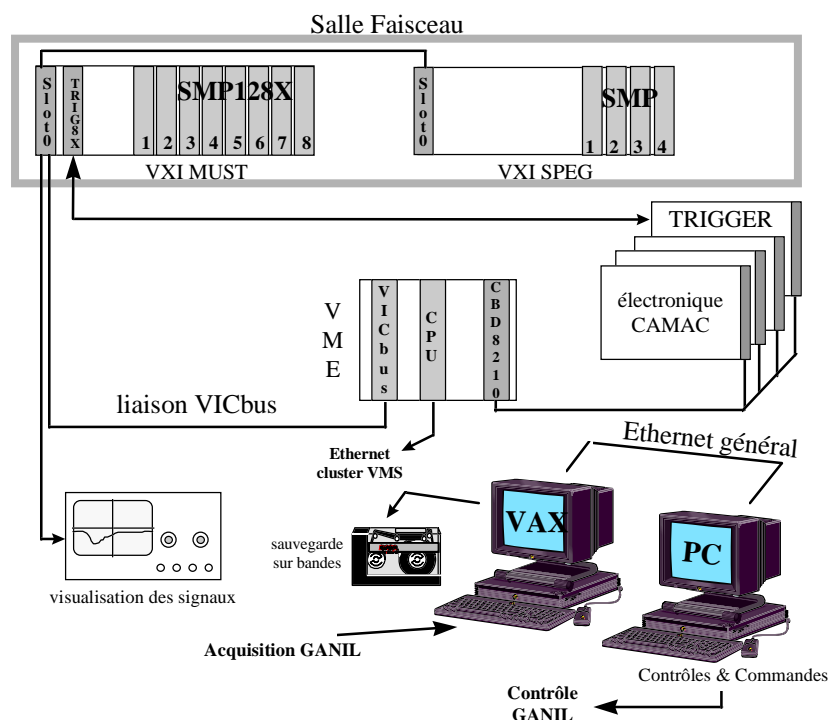 Salle Faisceau
Slot0
TRIG8X
SMP128X
1 2 3 4 5 6 7 8
VXI MUST
Slot0
SMP
1 2 3 4
VXI SPEG
TRIGGER
électronique
CAMAC
VME
VICbus
CPU
CBD8210
liaison VICbus
Ethernet
cluster VMS
Ethernet général
VAX
PC
sauvegarde
sur bandes
visualisation des signaux
Acquisition GANIL
Contrôles & Commandes
Contrôle
GANIL